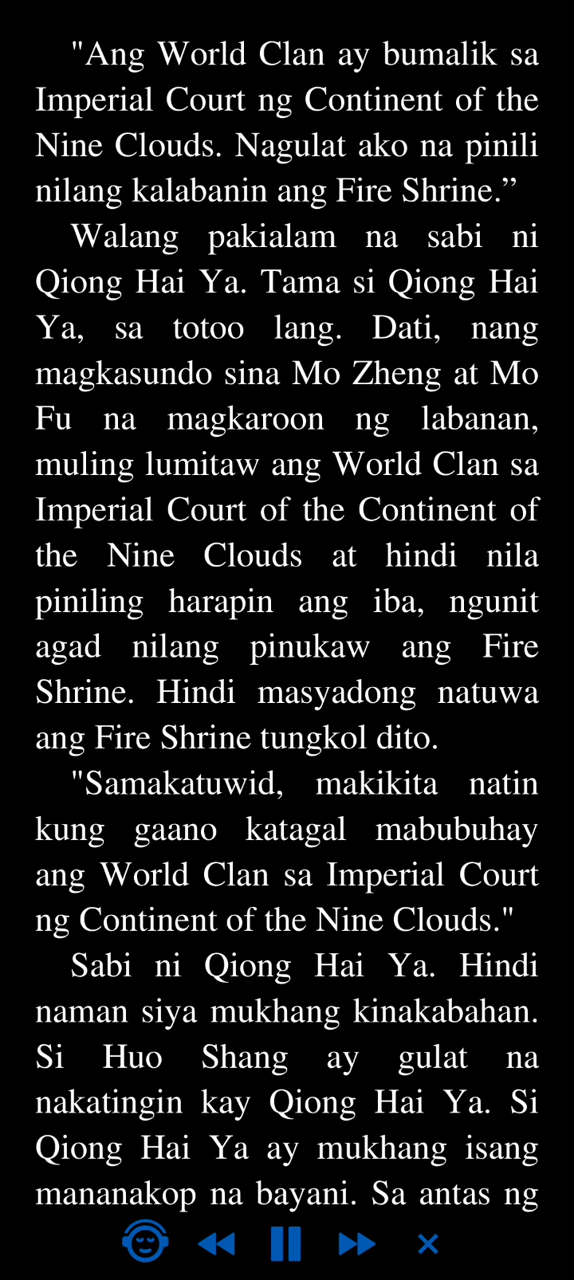 "Ang World Clan ay bumalik sa
Imperial Court ng Continent of the
Nine Clouds. Nagulat ako na pinili
nilang kalabanin ang Fire Shrine.”
Walang pakialam na sabi ni
Qiong Hai Ya. Tama si Qiong Hai
Ya, sa totoo lang. Dati, nang
magkasundo sina Mo Zheng at Mo
Fu na magkaroon ng labanan,
muling lumitaw ang World Clan sa
Imperial Court of the Continent of
the Nine Clouds at hindi nila
piniling harapin ang iba, ngunit
agad nilang pinukaw ang Fire
Shrine. Hindi masyadong natuwa
ang Fire Shrine tungkol dito.
"Samakatuwid, makikita natin
kung gaano katagal mabubuhay
ang World Clan sa Imperial Court
ng Continent of the Nine Clouds."
Sabi ni Qiong Hai Ya. Hindi
naman siya mukhang kinakabahan.
Si Huo Shang ay gulat na
nakatingin kay Qiong Hai Ya. Si
Qiong Hai Ya ay mukhang isang
mananakop na bayani. Sa antas ng